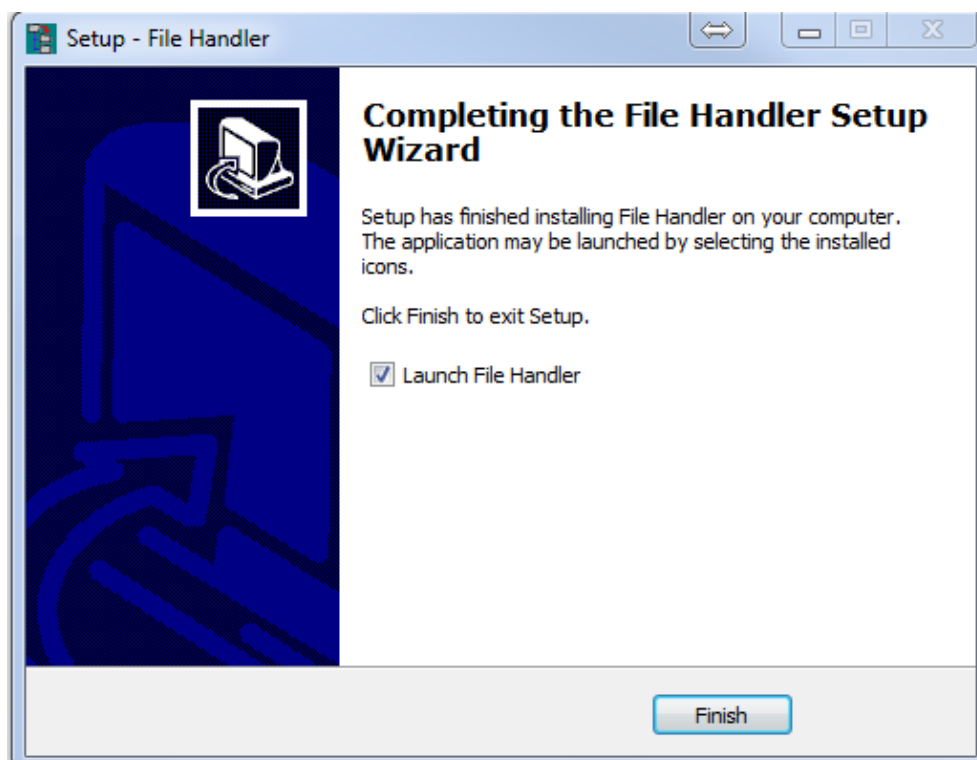 Setup - File Handler
Completing the File Handler Setup
Wizard
Setup has finished installing File Handler on your computer.
The application may be launched by selecting the installed
icons.
Click Finish to exit Setup.
Launch File Handler
Finish